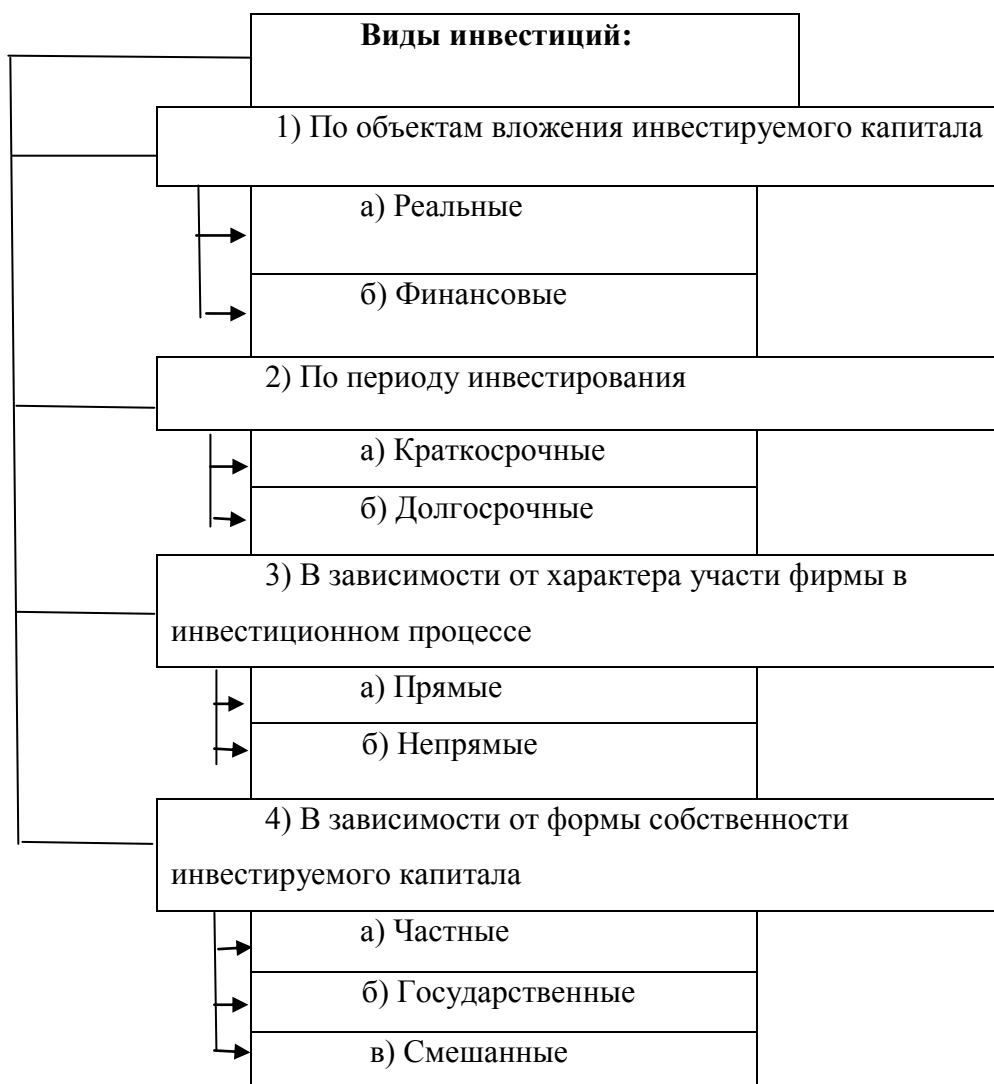 Виды инвестиций:
1) По объектам вложения инвестируемого капитала
а) Реальные
б) Финансовые
2) По периоду инвестирования
а) Краткосрочные
б) Долгосрочные
3) В зависимости от характера участи фирмы в
инвестиционном процессе
а) Прямые
б) Непрямые
4) В зависимости от формы собственности
инвестируемого капитала
а) Частные
б) Государственные
в) Смешанные